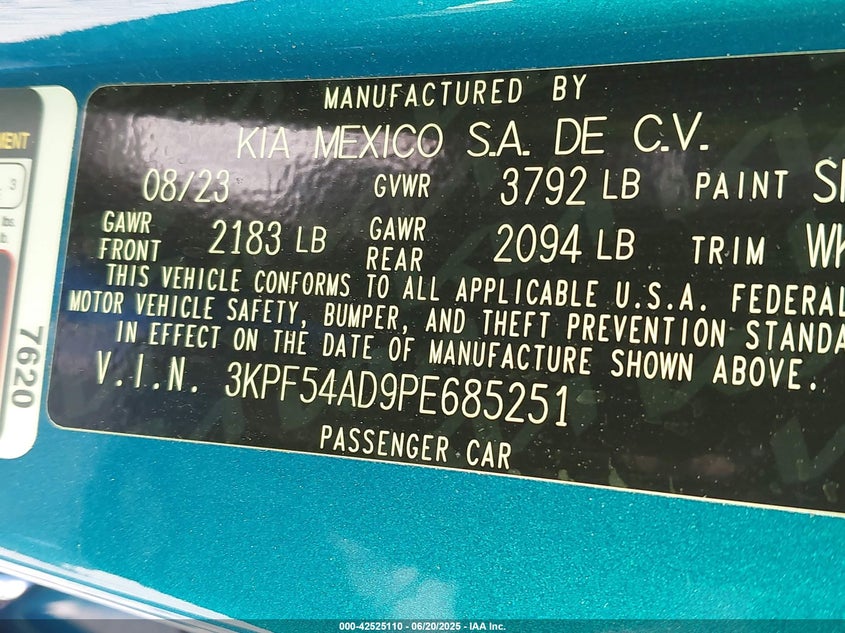 MANUFACTURED BY
KIA MEXICO S.A. DE C.V.
08/23 GVWR 3792 LB PAINT
GAWR FRONT 2183 LB GAWR REAR 2094 LB TRIM
THIS VEHICLE CONFORMS TO ALL APPLICABLE U.S.A. FEDERAL
MOTOR VEHICLE SAFETY, BUMPER, AND THEFT PREVENTION
IN EFFECT ON THE DATE OF MANUFACTURE SHOWN ABOVE.
V.I.N. 3KPF54AD9PE685251
PASSENGER CAR
7620
000-42525110 - 06/20/2025 - IAA Inc.